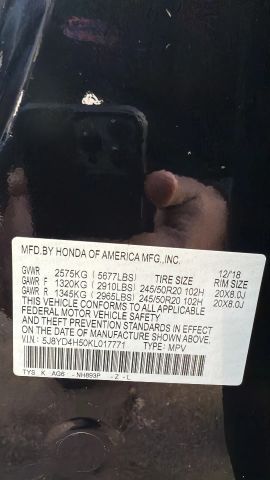 MFD.BY HONDA OF AMERICA MFG.,INC. 12/18
GVWR 2575KG (5677LBS) TIRE SIZE RIM SIZE
GAWR F 1320KG (2910LBS) 245/50R20 102H 20X8.0J
GAWR R 1345KG (2965LBS) 245/50R20 102H 20X8.0J
THIS VEHICLE CONFORMS TO ALL APPLICABLE
FEDERAL MOTOR VEHICLE SAFETY
AND THEFT PREVENTION STANDARDS IN EFFECT
ON THE DATE OF MANUFACTURE SHOWN ABOVE.
V.I.N.: 5J8YD4H50KL017771 TYPE: MPV
TYS K AG6 - NH893P - Z - L